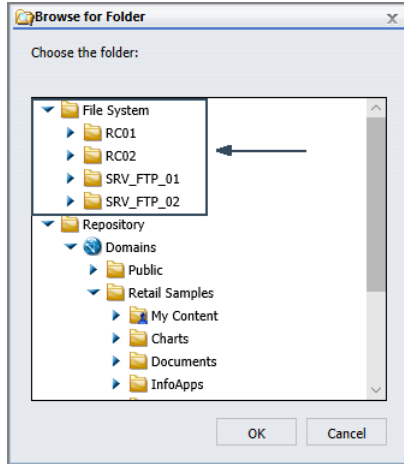 Browse for Folder
x
Choose the folder:
File System
RC01
RC02
SRV_FTP_01
SRV_FTP_02
Repository
Domains
Public
Retail Samples
My Content
Charts
Documents
InfoApps
OK Cancel